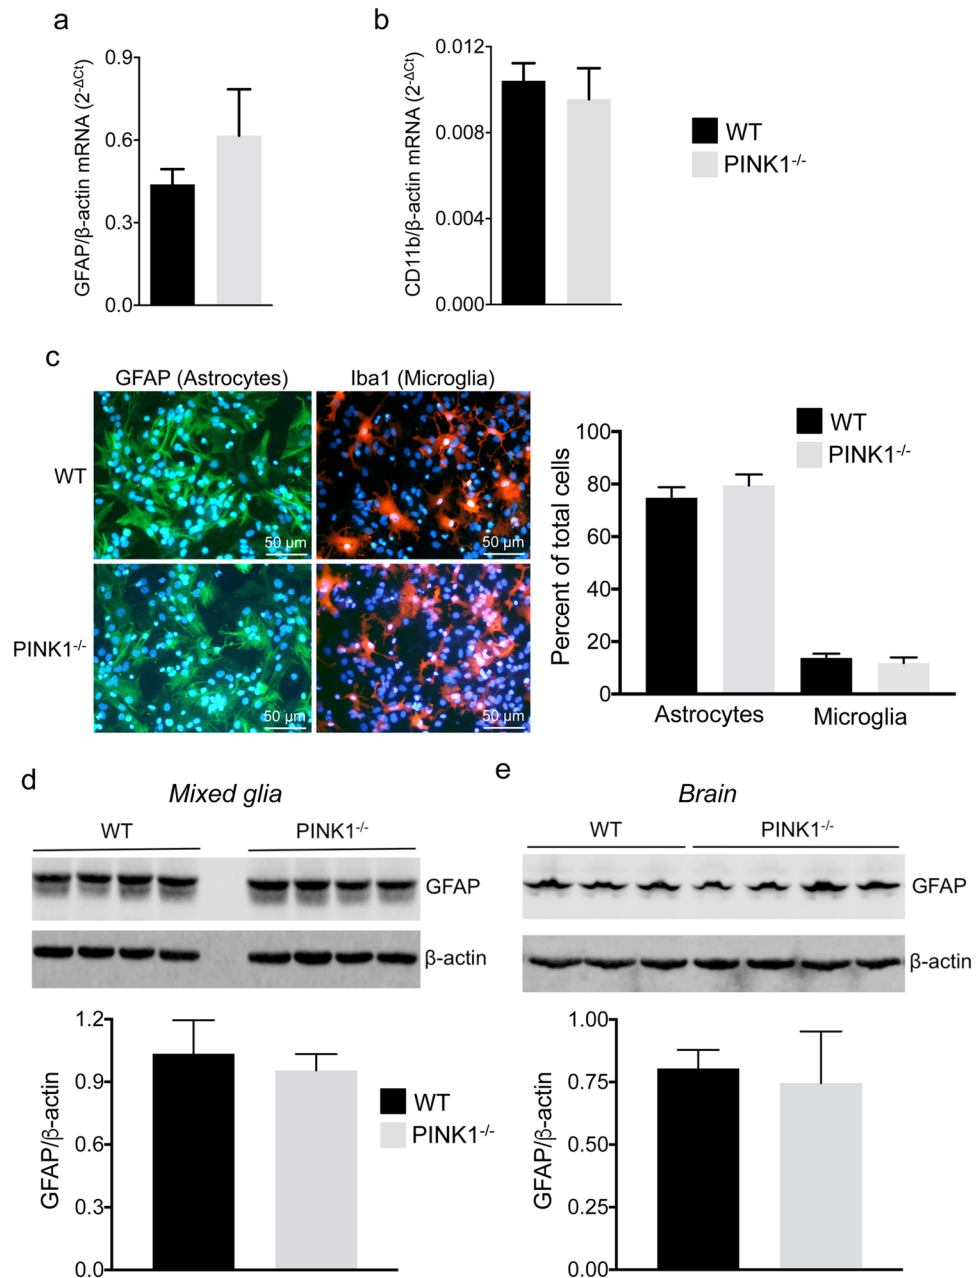 a
GFAP/β-actin mRNA (2-ΔCt)
0.9
0.6
0.3
0.0
b
CD11b/β-actin mRNA (2-ΔCt)
0.012
0.008
0.004
0.000
WT
PINK1-/-
c
GFAP (Astrocytes)
Iba1 (Microglia)
WT
50 µm
50 µm
PINK1-/-
50 µm
50 µm
Percent of total cells
100
80
60
40
20
0
Astrocytes
Microglia
WT
PINK1-/-
d
Mixed glia
WT
PINK1-/-
GFAP
β-actin
GFAP/β-actin
1.2
0.9
0.6
0.3
0.0
WT
PINK1-/-
e
Brain
WT
PINK1-/-
GFAP
β-actin
GFAP/β-actin
1.00
0.75
0.50
0.25
0.00